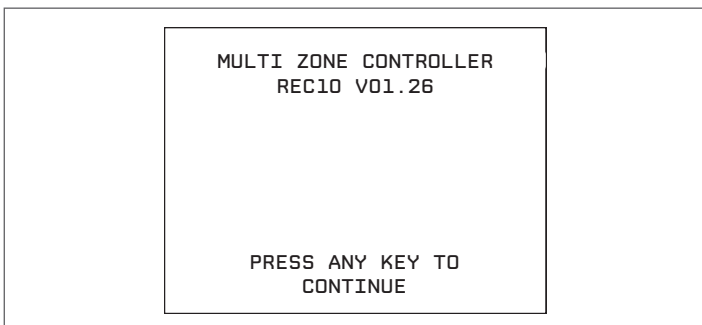 MULTI ZONE CONTROLLER
REC10 V01.26
PRESS ANY KEY TO
CONTINUE